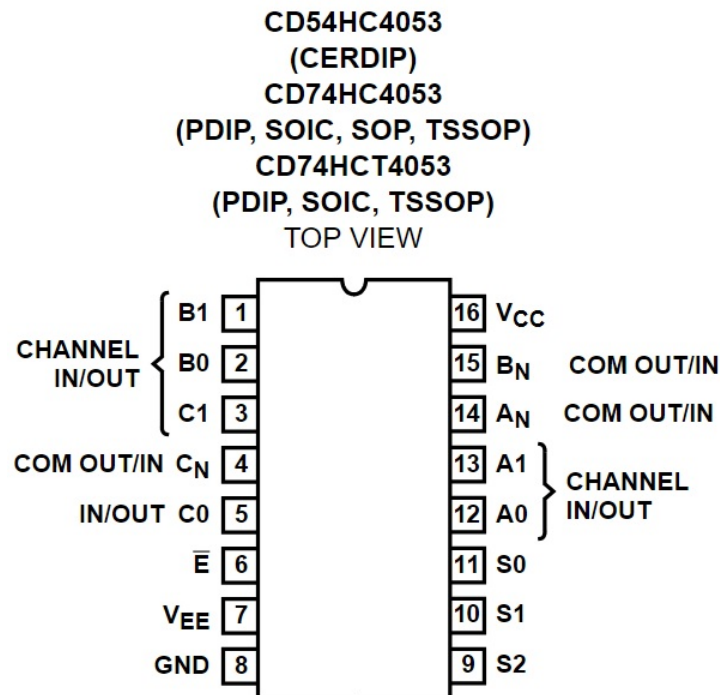 CD54HC4053
(CERDIP)
CD74HC4053
(PDIP, SOIC, SOP, TSSOP)
CD74HCT4053
(PDIP, SOIC, TSSOP)
TOP VIEW
B1 1 16 VCC
CHANNEL IN/OUT B0 2 15 BN COM OUT/IN
C1 3 14 AN COM OUT/IN
COM OUT/IN CN 4 13 A1
CHANNEL IN/OUT
IN/OUT C0 5 12 A0
E̅ 6 11 S0
VEE 7 10 S1
GND 8 9 S2